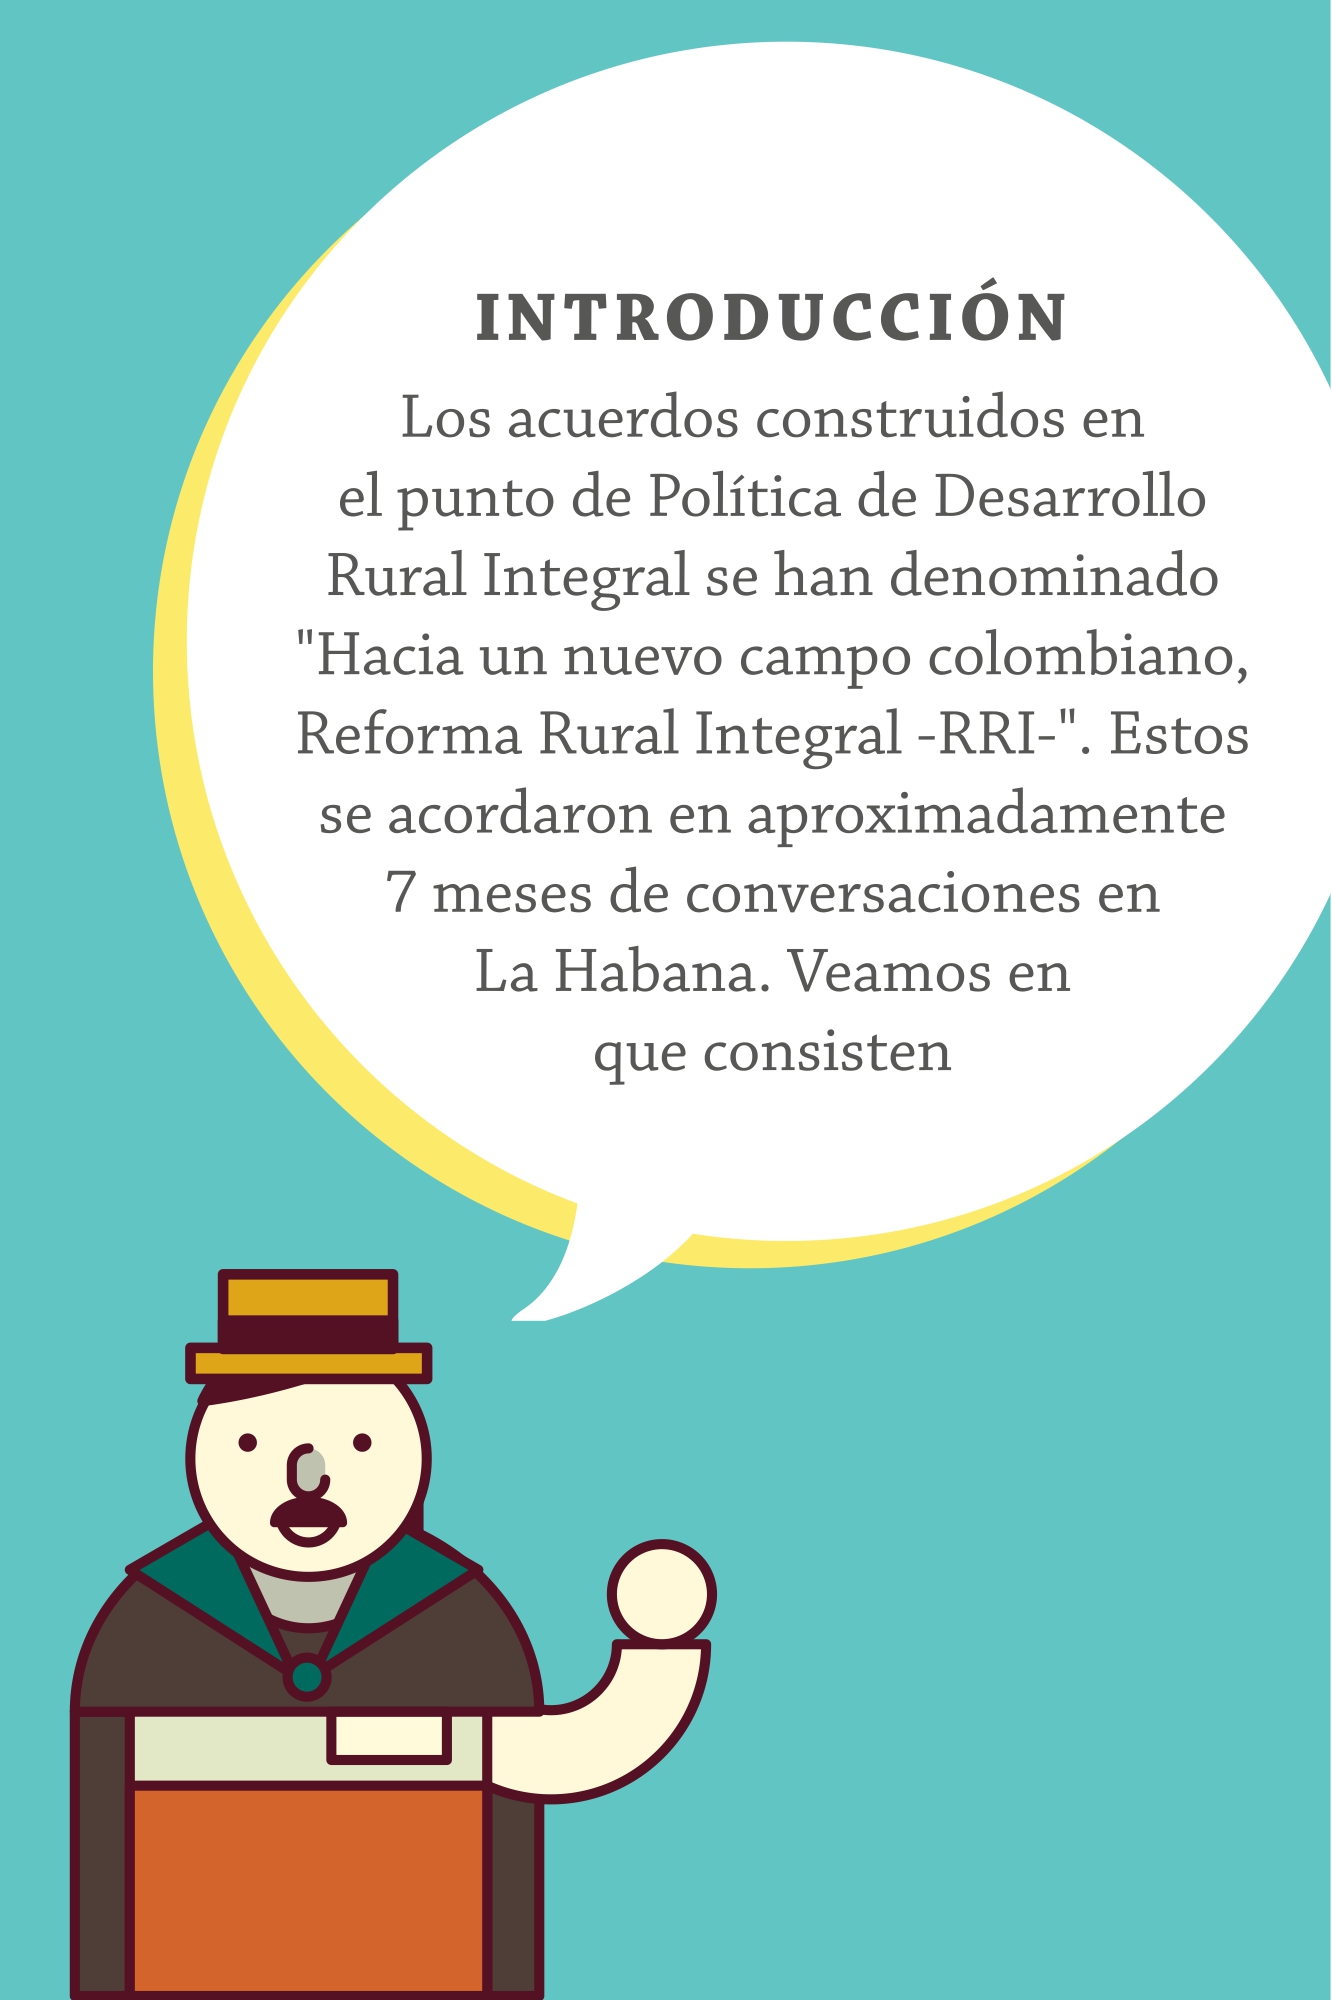 INTRODUCCIÓN
Los acuerdos construidos en
el punto de Política de Desarrollo
Rural Integral se han denominado
"Hacia un nuevo campo colombiano,
Reforma Rural Integral -RRI-". Estos
se acordaron en aproximadamente
7 meses de conversaciones en
La Habana. Veamos en
que consisten